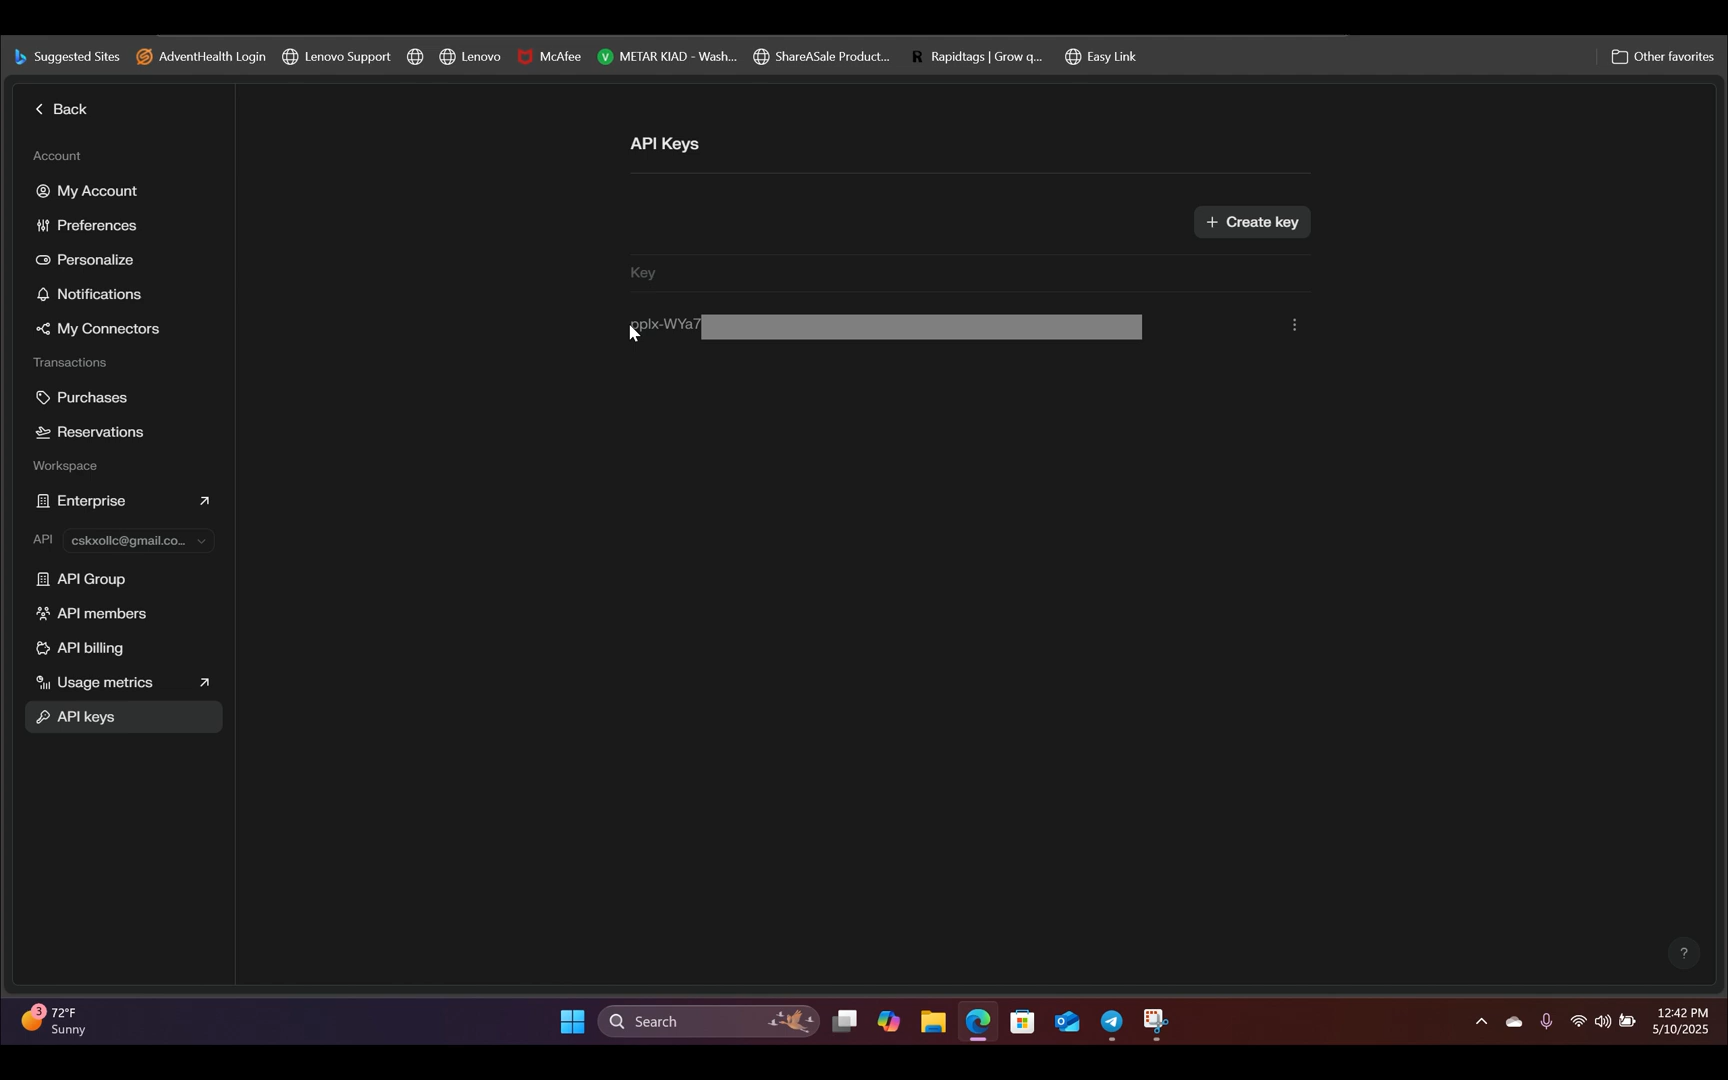 Suggested Sites
AdventHealth Login
Lenovo Support
Lenovo
McAfee
METAR KIAD - Wash...
ShareASale Product...
Rapidtags | Grow q...
Easy Link
Other favorites
Back
Account
My Account
Preferences
Personalize
Notifications
My Connectors
Transactions
Purchases
Reservations
Workspace
Enterprise
API cskxollc@gmail.co...
API Group
API members
API billing
Usage metrics
API keys
API Keys
+ Create key
Key
pplx-WYa7
?
3
72°F
Sunny
Search
12:42 PM
5/10/2025